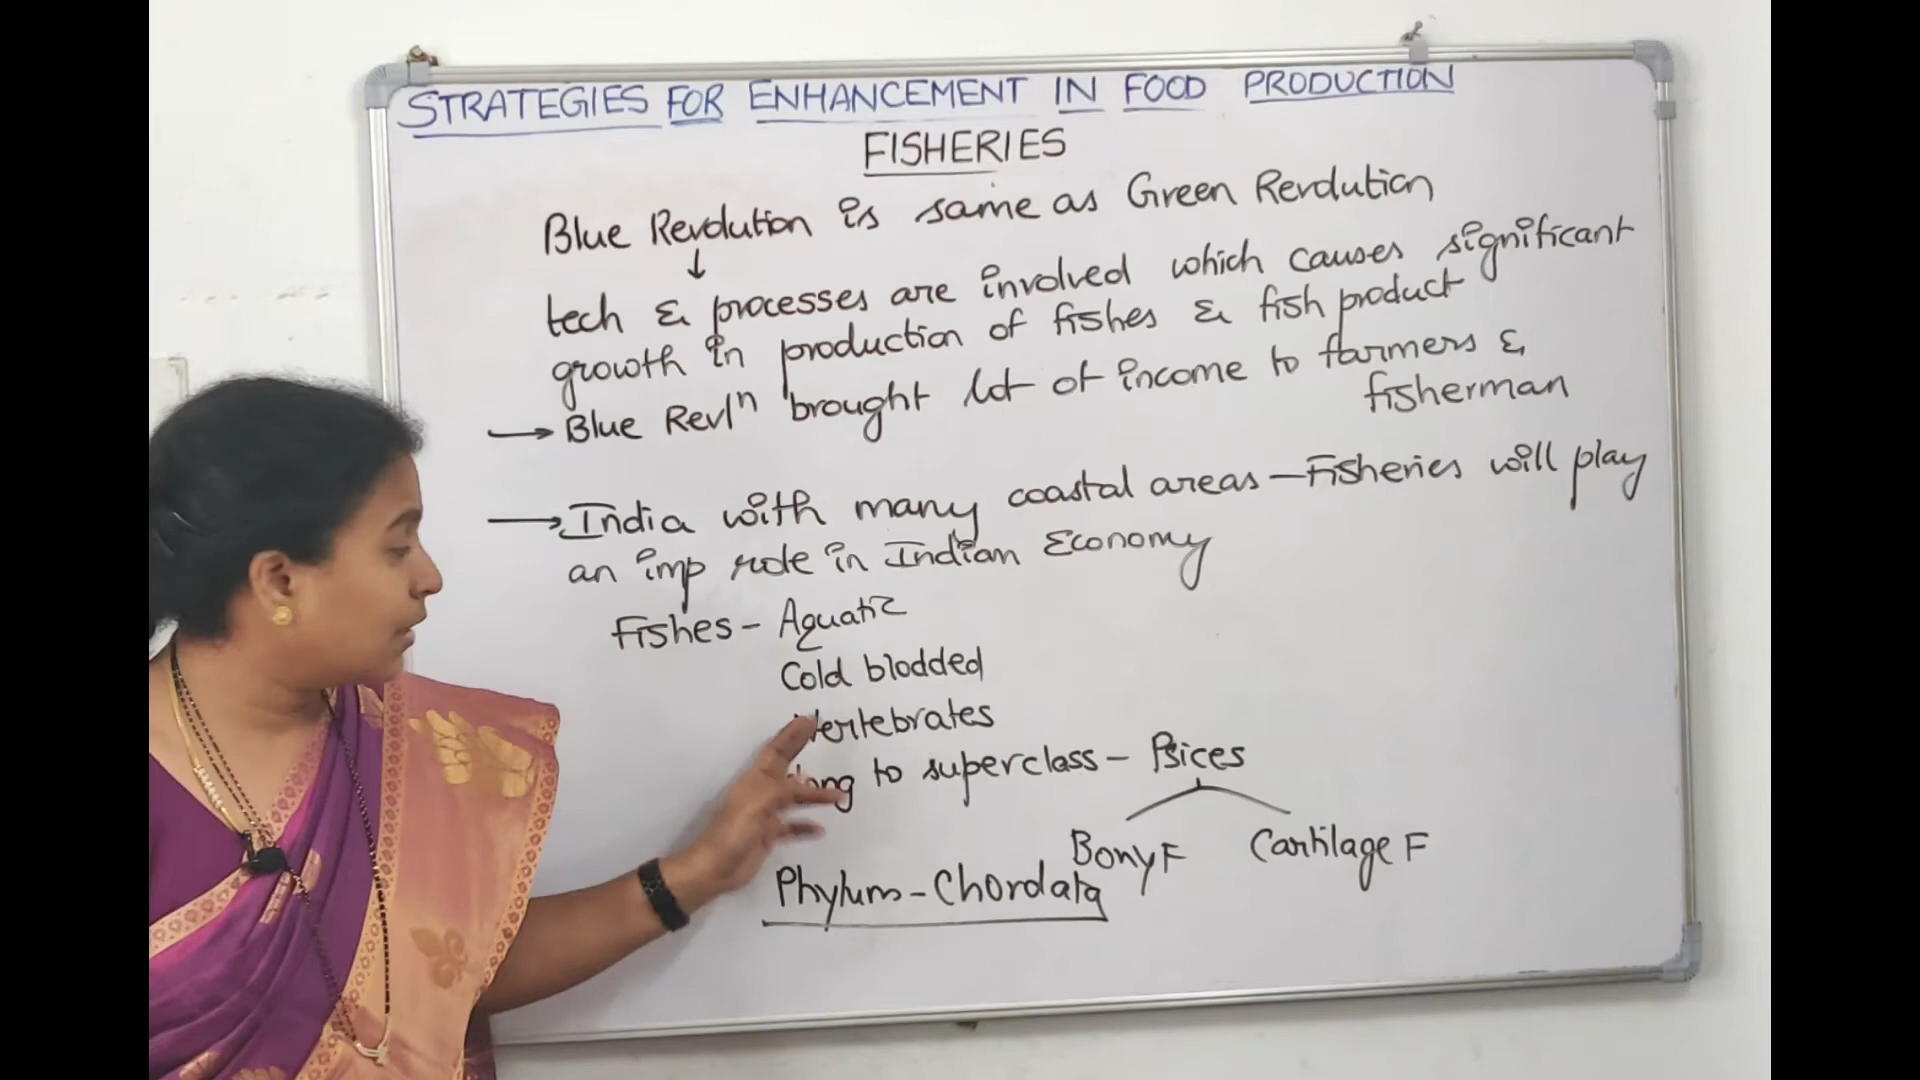 STRATEGIES FOR ENHANCEMENT IN FOOD PRODUCTION
FISHERIES
Blue Revolution is same as Green Revolution
↓
tech & processes are involved which causes significant
growth in production of fishes & fish product
→ Blue Revlⁿ brought lot of income to farmers &
fisherman
→ India with many coastal areas – Fisheries will play
an imp role in Indian Economy
Fishes – Aquatic
Cold blodded
Vertebrates
to superclass – Psices
Bony F Cartilage F
Phylum – Chordata